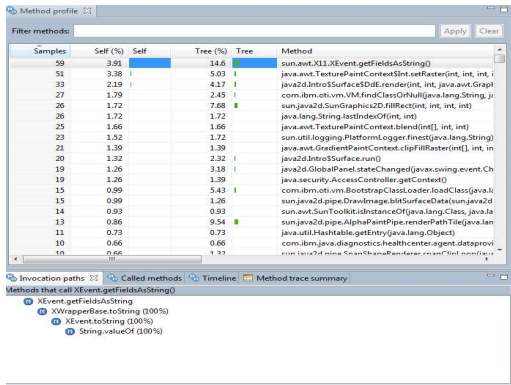 Method profile
Filter methods: Apply Clear
Samples Self (%) Self Tree (%) Tree Method
59 3.91 14.6 sun.awt.X11.XEvent.getFieldsAsString()
51 3.38 5.03 java.awt.TexturePaintContext$Int.setRaster(int, int, int, i
33 2.19 4.17 java2d.Intro$Surface$DdE.render(int, int, java.awt.Grap
27 1.79 2.45 com.ibm.oti.vm.VM.findClassOrNull(java.lang.String, j
26 1.72 7.68 sun.java2d.SunGraphics2D.fillRect(int, int, int, int)
26 1.72 1.72 java.lang.String.lastIndexOf(int, int)
25 1.66 1.66 java.awt.TexturePaintContext.blend(int[], int, int)
23 1.52 1.72 sun.util.logging.PlatformLogger.finest(java.lang.String)
21 1.39 1.39 java.awt.GradientPaintContext.clipFillRaster(int[], int, in
20 1.32 2.32 java2d.Intro$Surface.run()
19 1.26 3.18 java2d.GlobalPanel.stateChanged(javax.swing.event.Ch
19 1.26 1.39 java.security.AccessController.getContext()
15 0.99 5.43 com.ibm.oti.vm.BootstrapClassLoader.loadClass(java.la
15 0.99 1.26 sun.java2d.pipe.DrawImage.blitSurfaceData(sun.java2d
14 0.93 0.93 sun.awt.SunToolkit.isInstanceOf(java.lang.Class, java.la
13 0.86 9.54 sun.java2d.pipe.AlphaPaintPipe.renderPathTile(java.lan
11 0.73 0.73 java.util.Hashtable.getEntry(java.lang.Object)
10 0.66 0.66 com.ibm.java.diagnostics.healthcenter.agent.dataprovi
10 0.66 1.32 sun.java2d.pipe.SpanShapeRenderer.spanClipLoop(java
Invocation paths Called methods Timeline Method trace summary
Methods that call XEvent.getFieldsAsString()
XEvent.getFieldsAsString
XWrapperBase.toString (100%)
XEvent.toString (100%)
String.valueOf (100%)